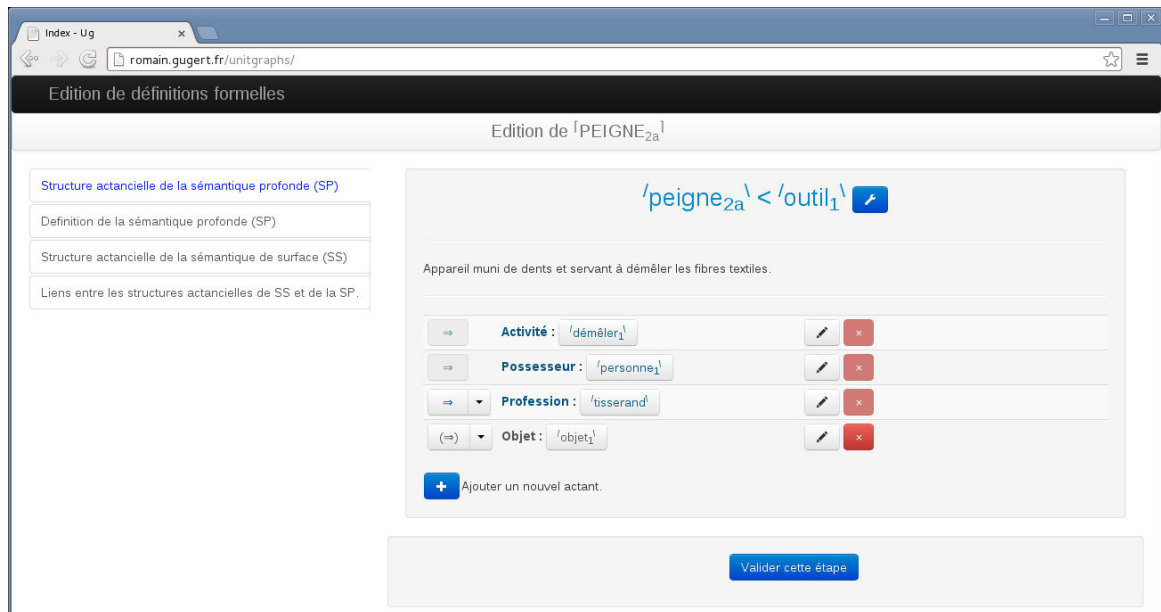 Index - Ug
romain.gugert.fr/unitgraphs/
Edition de définitions formelles
Edition de ⌈PEIGNE₂ₐ⌉
Structure actancielle de la sémantique profonde (SP)
Definition de la sémantique profonde (SP)
Structure actancielle de la sémantique de surface (SS)
Liens entre les structures actancielles de SS et de la SP.
/peigne₂ₐ\ < /outil₁\
Appareil muni de dents et servant à démêler les fibres textiles.
⇒ Activité : /démêler₁\ ×
⇒ Possesseur : /personne₁\ ×
⇒ Profession : /tisserand\ ×
(⇒) Objet : /objet₁\ ×
+ Ajouter un nouvel actant.
Valider cette étape